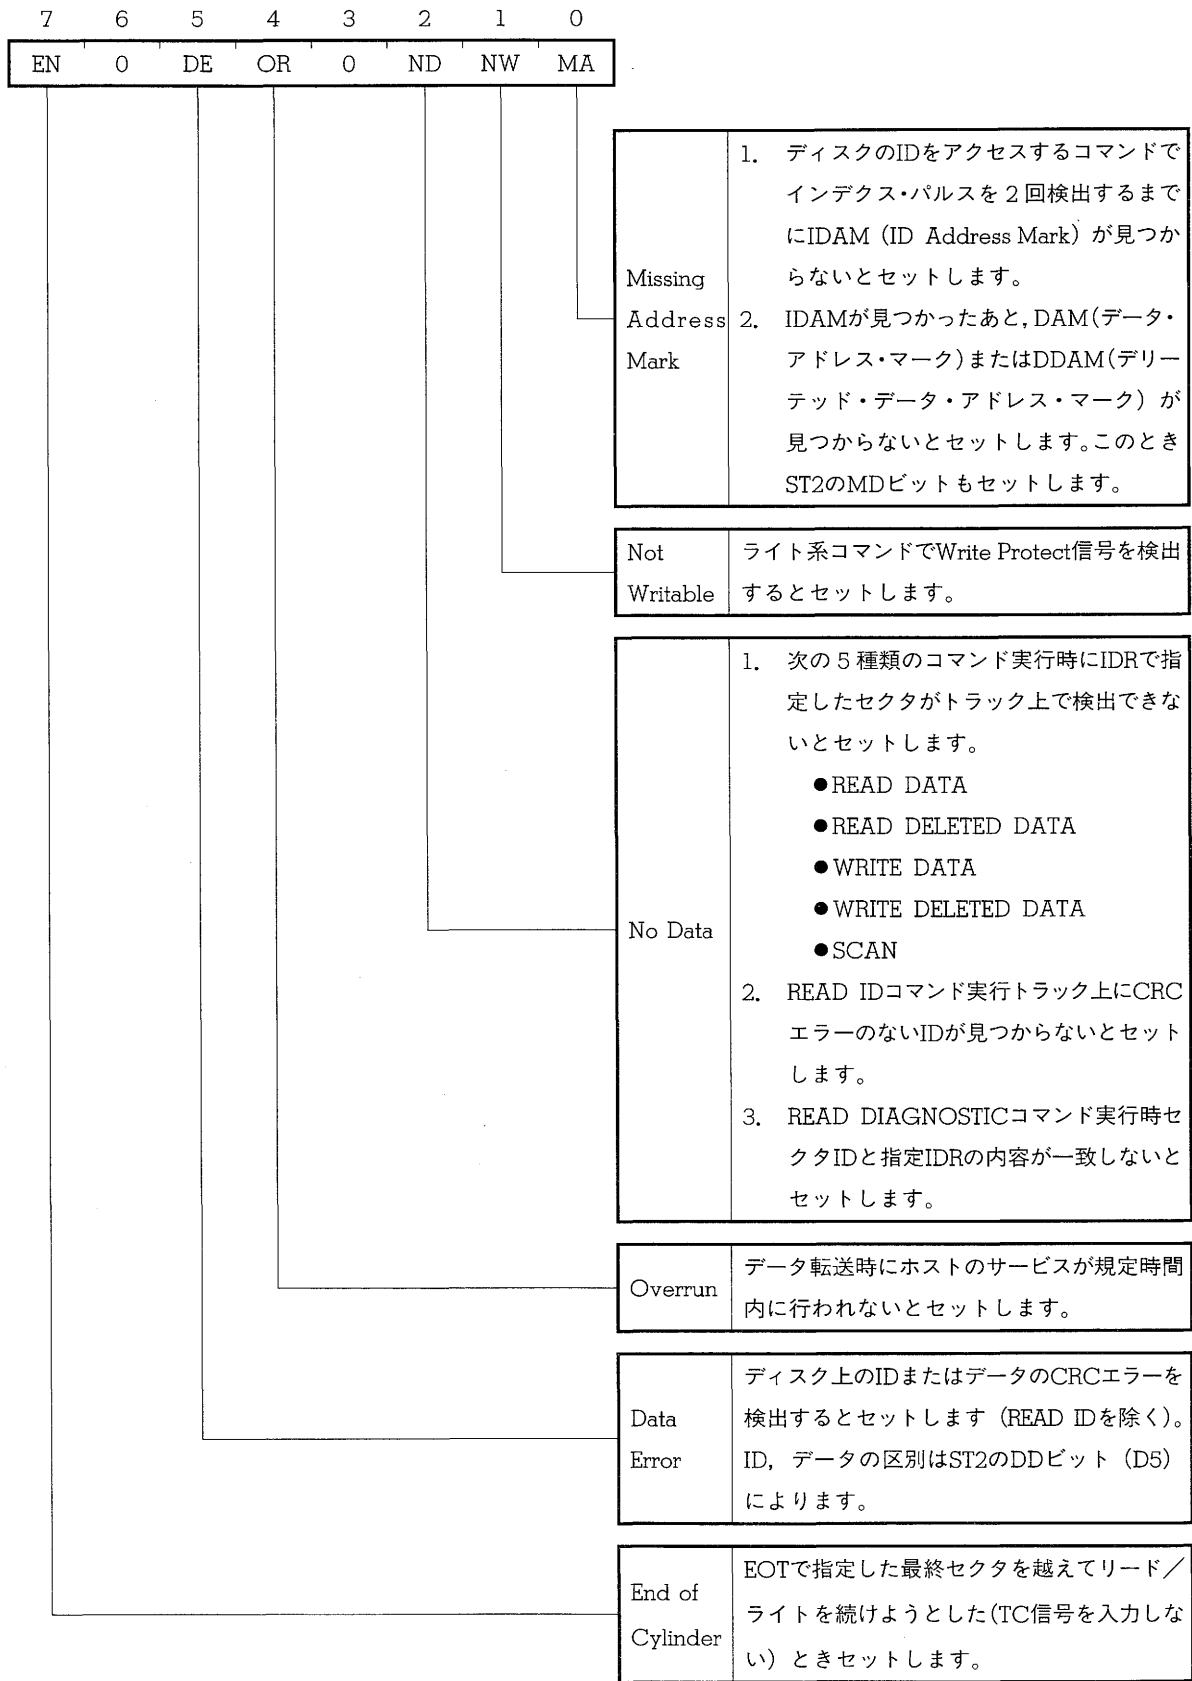 7 6 5 4 3 2 1 0
EN 0 DE OR 0 ND NW MA
Missing
Address
Mark
1. ディスクのIDをアクセスするコマンドで
インデクス・パルスを2回検出するまで
にIDAM (ID Address Mark) が見つか
らないとセットします。
2. IDAMが見つかったあと,DAM(データ・
アドレス・マーク)またはDDAM(デリー
テッド・データ・アドレス・マーク) が
見つからないとセットします。このとき
ST2のMDビットもセットします。
Not
Writable
ライト系コマンドでWrite Protect信号を検出
するとセットします。
No Data
1. 次の5種類のコマンド実行時にIDRで指
定したセクタがトラック上で検出できな
いとセットします。
●READ DATA
●READ DELETED DATA
●WRITE DATA
●WRITE DELETED DATA
●SCAN
2. READ IDコマンド実行トラック上にCRC
エラーのないIDが見つからないとセット
します。
3. READ DIAGNOSTICコマンド実行時セ
クタIDと指定IDRの内容が一致しないと
セットします。
Overrun
データ転送時にホストのサービスが規定時間
内に行われないとセットします。
Data
Error
ディスク上のIDまたはデータのCRCエラーを
検出するとセットします (READ IDを除く)。
ID, データの区別はST2のDDビット (D5)
によります。
End of
Cylinder
EOTで指定した最終セクタを越えてリード/
ライトを続けようとした(TC信号を入力しな
い) ときセットします。